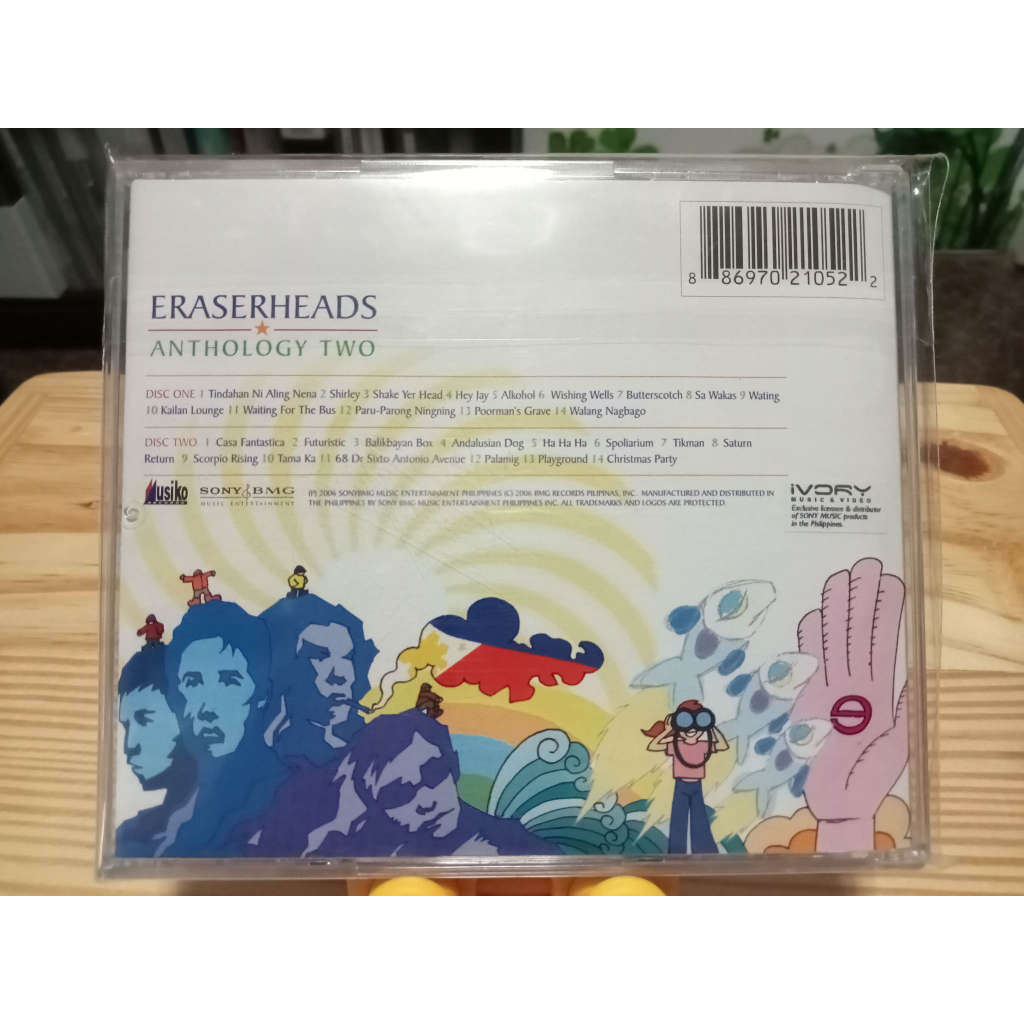 8 86970 21052 2
ERASERHEADS
ANTHOLOGY TWO
DISC ONE 1 Tindahan Ni Aling Nena 2 Shirley 3 Shake Yer Head 4 Hey Jay 5 Alkohol 6 Wishing Wells 7 Butterscotch 8 Sa Wakas 9 Wating
10 Kailan Lounge 11 Waiting For The Bus 12 Paru-Parong Ningning 13 Poorman's Grave 14 Walang Nagbago
DISC TWO 1 Casa Fantastica 2 Futuristic 3 Balikbayan Box 4 Andalusian Dog 5 Ha Ha Ha 6 Spoliarium 7 Tikman 8 Saturn
Return 9 Scorpio Rising 10 Tama Ka 11 68 Dr Sixto Antonio Avenue 12 Palamig 13 Playground 14 Christmas Party
Musiko
RECORDS
SONY BMG
MUSIC ENTERTAINMENT
(P) 2006 SONYBMG MUSIC ENTERTAINMENT PHILIPPINES (C) 2006 BMG RECORDS PILIPINAS, INC. MANUFACTURED AND DISTRIBUTED IN
THE PHILIPPINES BY SONY BMG MUSIC ENTERTAINMENT PHILIPPINES INC. ALL TRADEMARKS AND LOGOS ARE PROTECTED.
IVORY
MUSIC & VIDEO
Exclusive licensee & distributor
of SONY MUSIC products
in the Philippines.